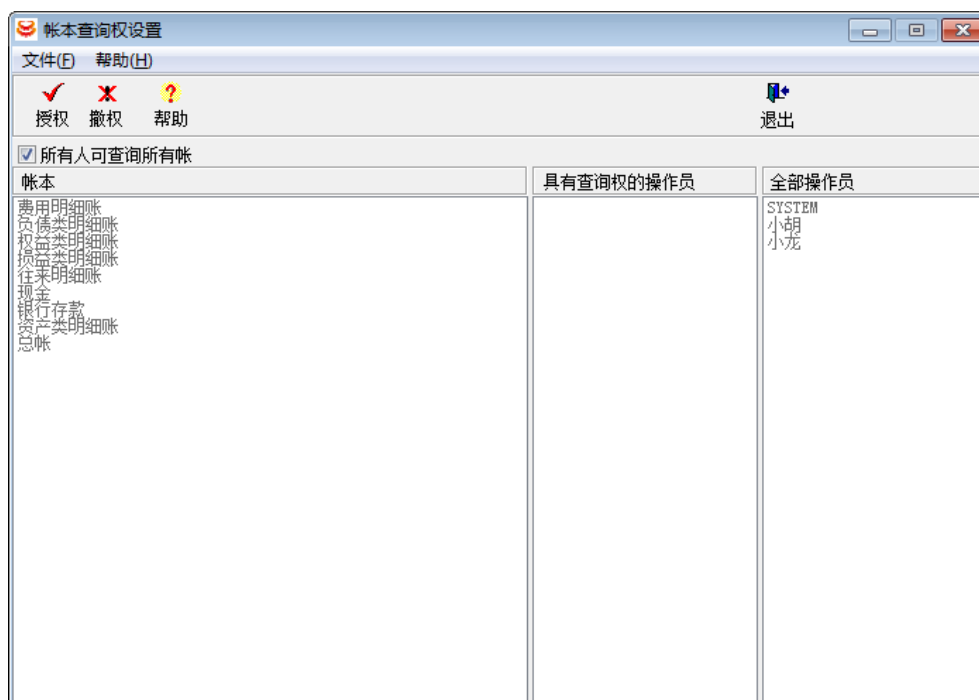 帐本查询权设置
文件(F) 帮助(H)
授权 撤权 帮助 退出
所有人可查询所有帐
帐本 具有查询权的操作员 全部操作员
费用明细账
负债类明细账
权益类明细账
损益类明细账
往来明细账
现金
银行存款
资产类明细账
总帐
SYSTEM
小胡
小龙